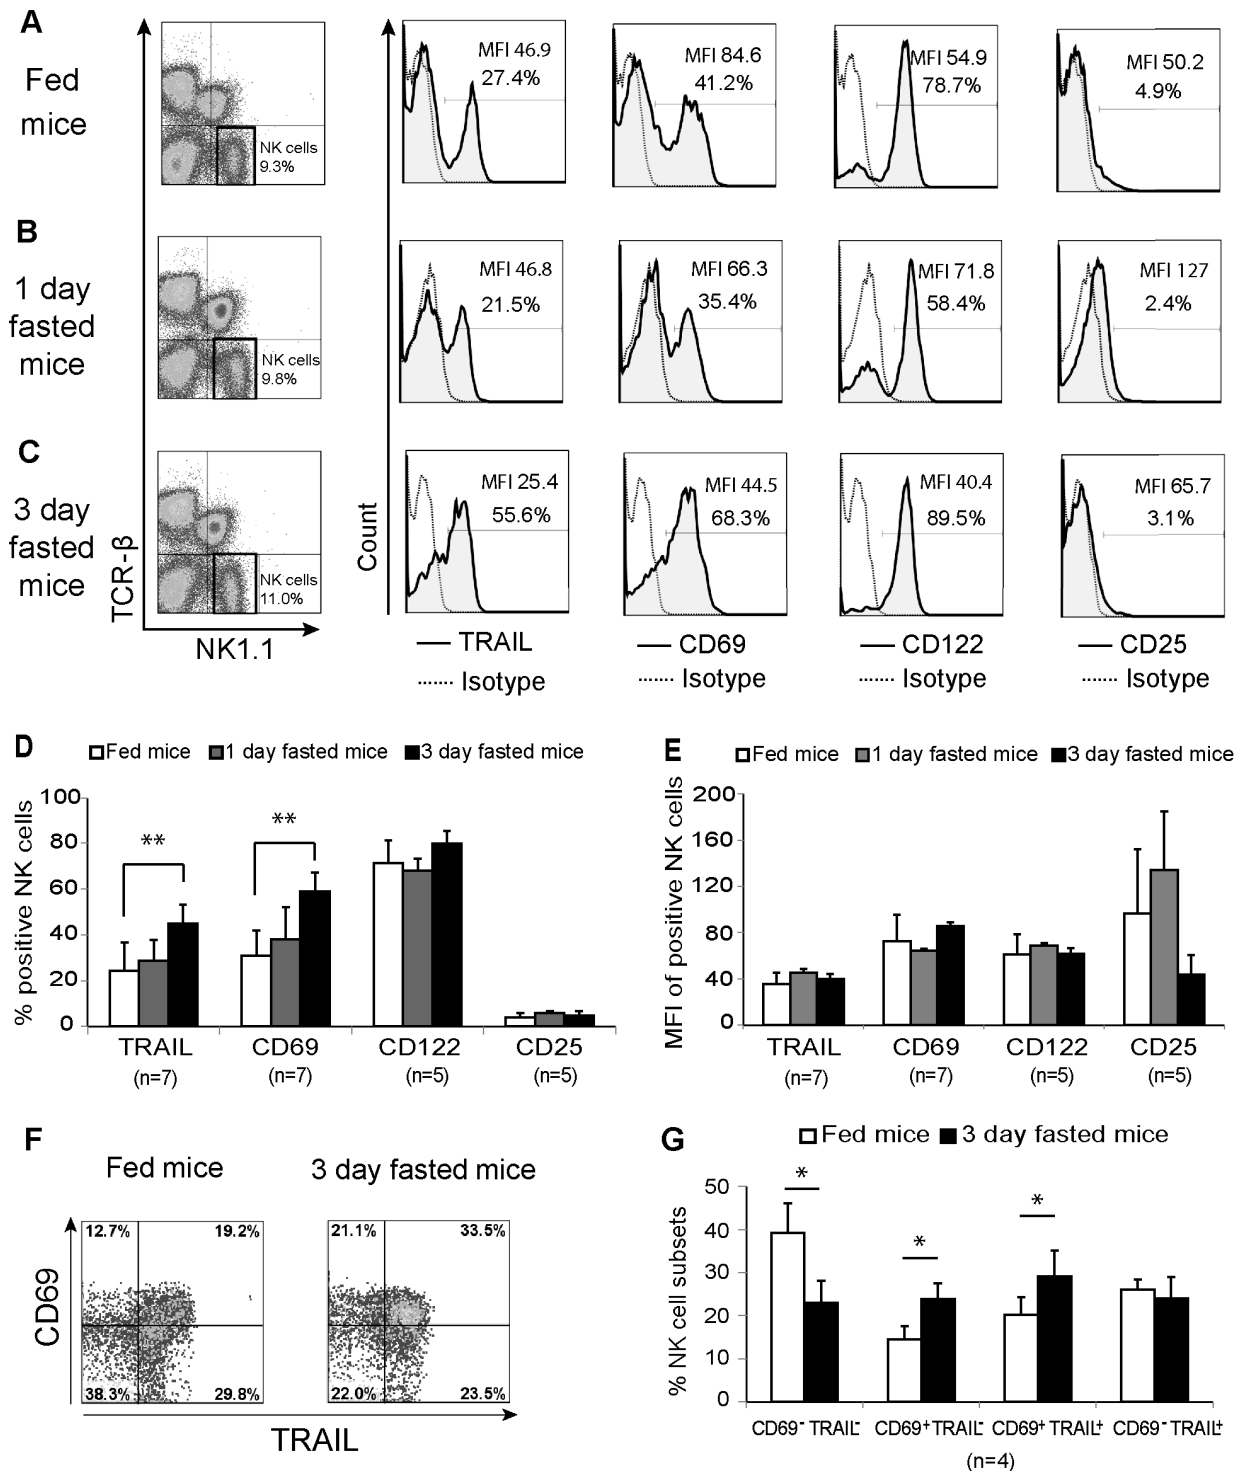 A
Fed
mice
NK cells
9.3%
MFI 46.9
27.4%
MFI 84.6
41.2%
MFI 54.9
78.7%
MFI 50.2
4.9%
B
1 day
fasted
mice
NK cells
9.8%
MFI 46.8
21.5%
MFI 66.3
35.4%
MFI 71.8
58.4%
MFI 127
2.4%
C
3 day
fasted
mice
NK cells
11.0%
MFI 25.4
55.6%
MFI 44.5
68.3%
MFI 40.4
89.5%
MFI 65.7
3.1%
TCR-β
NK1.1
Count
TRAIL
Isotype
CD69
Isotype
CD122
Isotype
CD25
Isotype
D
Fed mice 1 day fasted mice 3 day fasted mice
% positive NK cells
100
80
60
40
20
0
**
**
TRAIL CD69 CD122 CD25
(n=7) (n=7) (n=5) (n=5)
E
Fed mice 1 day fasted mice 3 day fasted mice
MFI of positive NK cells
200
160
120
80
40
0
TRAIL CD69 CD122 CD25
(n=7) (n=7) (n=5) (n=5)
F
Fed mice 3 day fasted mice
12.7% 19.2%
38.3% 29.8%
21.1% 33.5%
22.0% 23.5%
CD69
TRAIL
G
Fed mice 3 day fasted mice
% NK cell subsets
50
40
30
20
10
0
*
*
*
CD69⁻ TRAIL⁻ CD69⁺TRAIL⁻ CD69⁺ TRAIL⁺ CD69⁻ TRAIL⁺
(n=4)